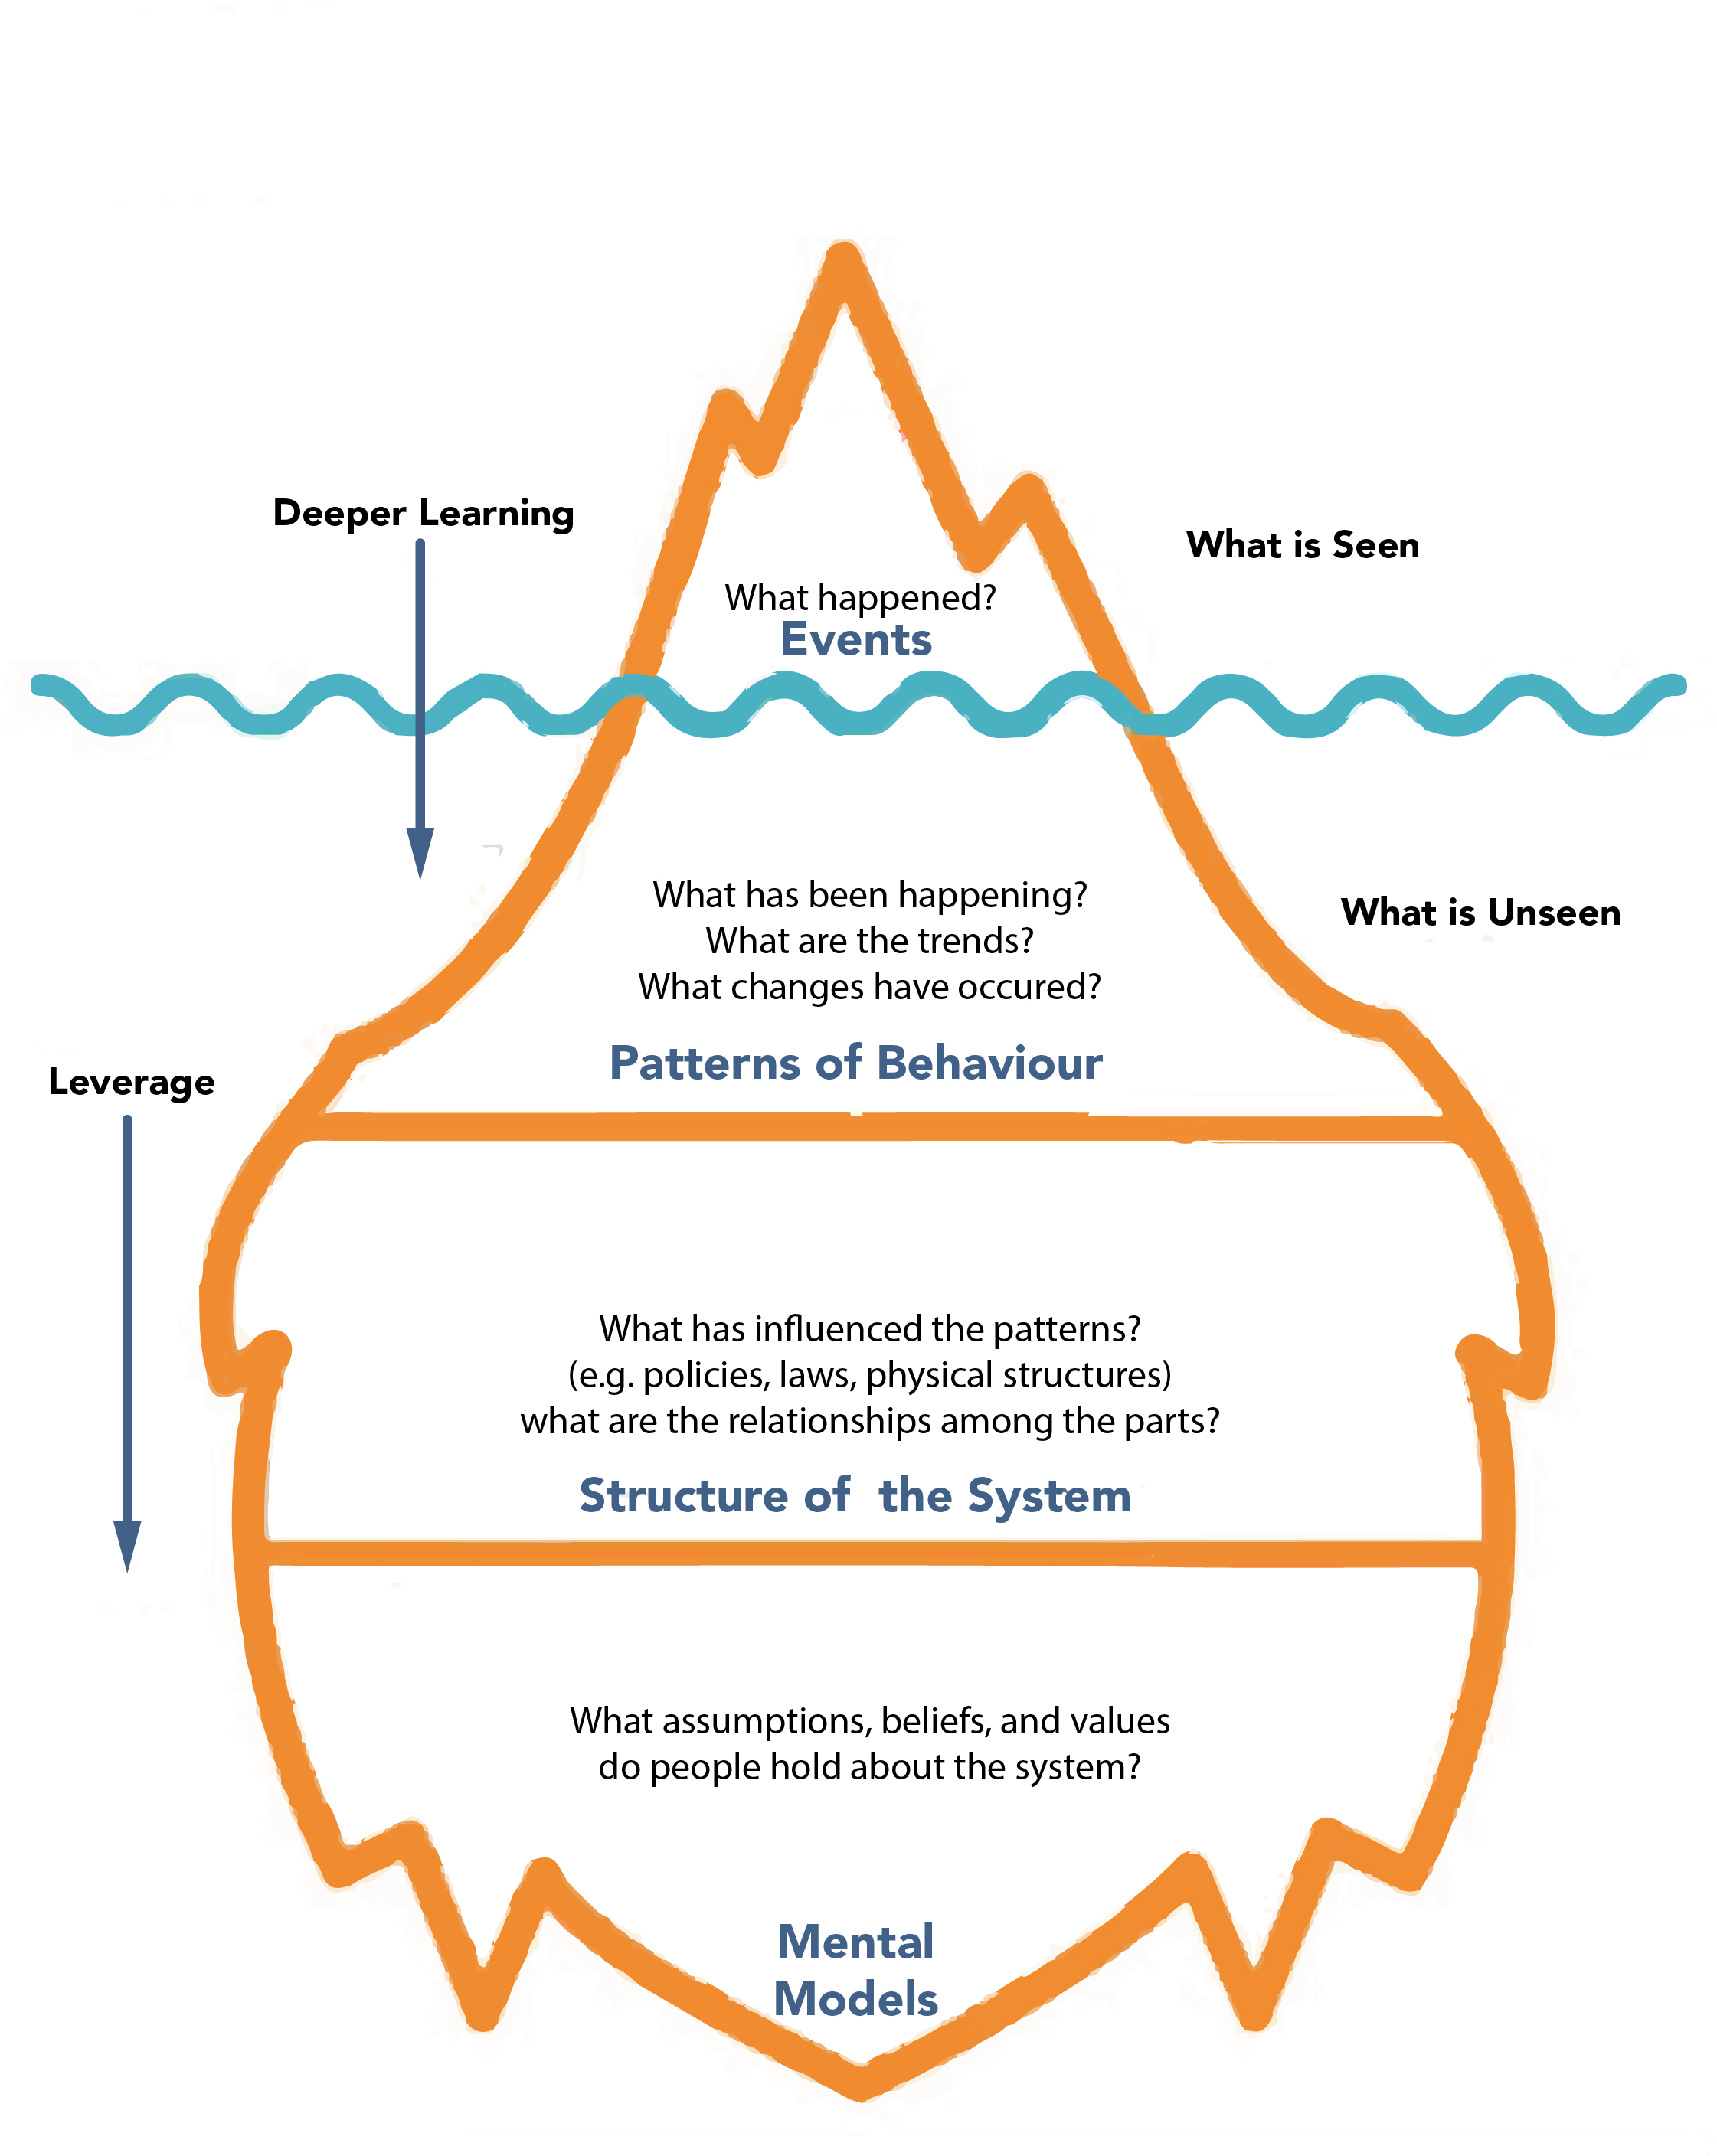 Deeper Learning
What is Seen
What happened?
Events
What has been happening?
What are the trends?
What changes have occured?
What is Unseen
Patterns of Behaviour
Leverage
What has influenced the patterns?
(e.g. policies, laws, physical structures)
what are the relationships among the parts?
Structure of the System
What assumptions, beliefs, and values
do people hold about the system?
Mental
Models